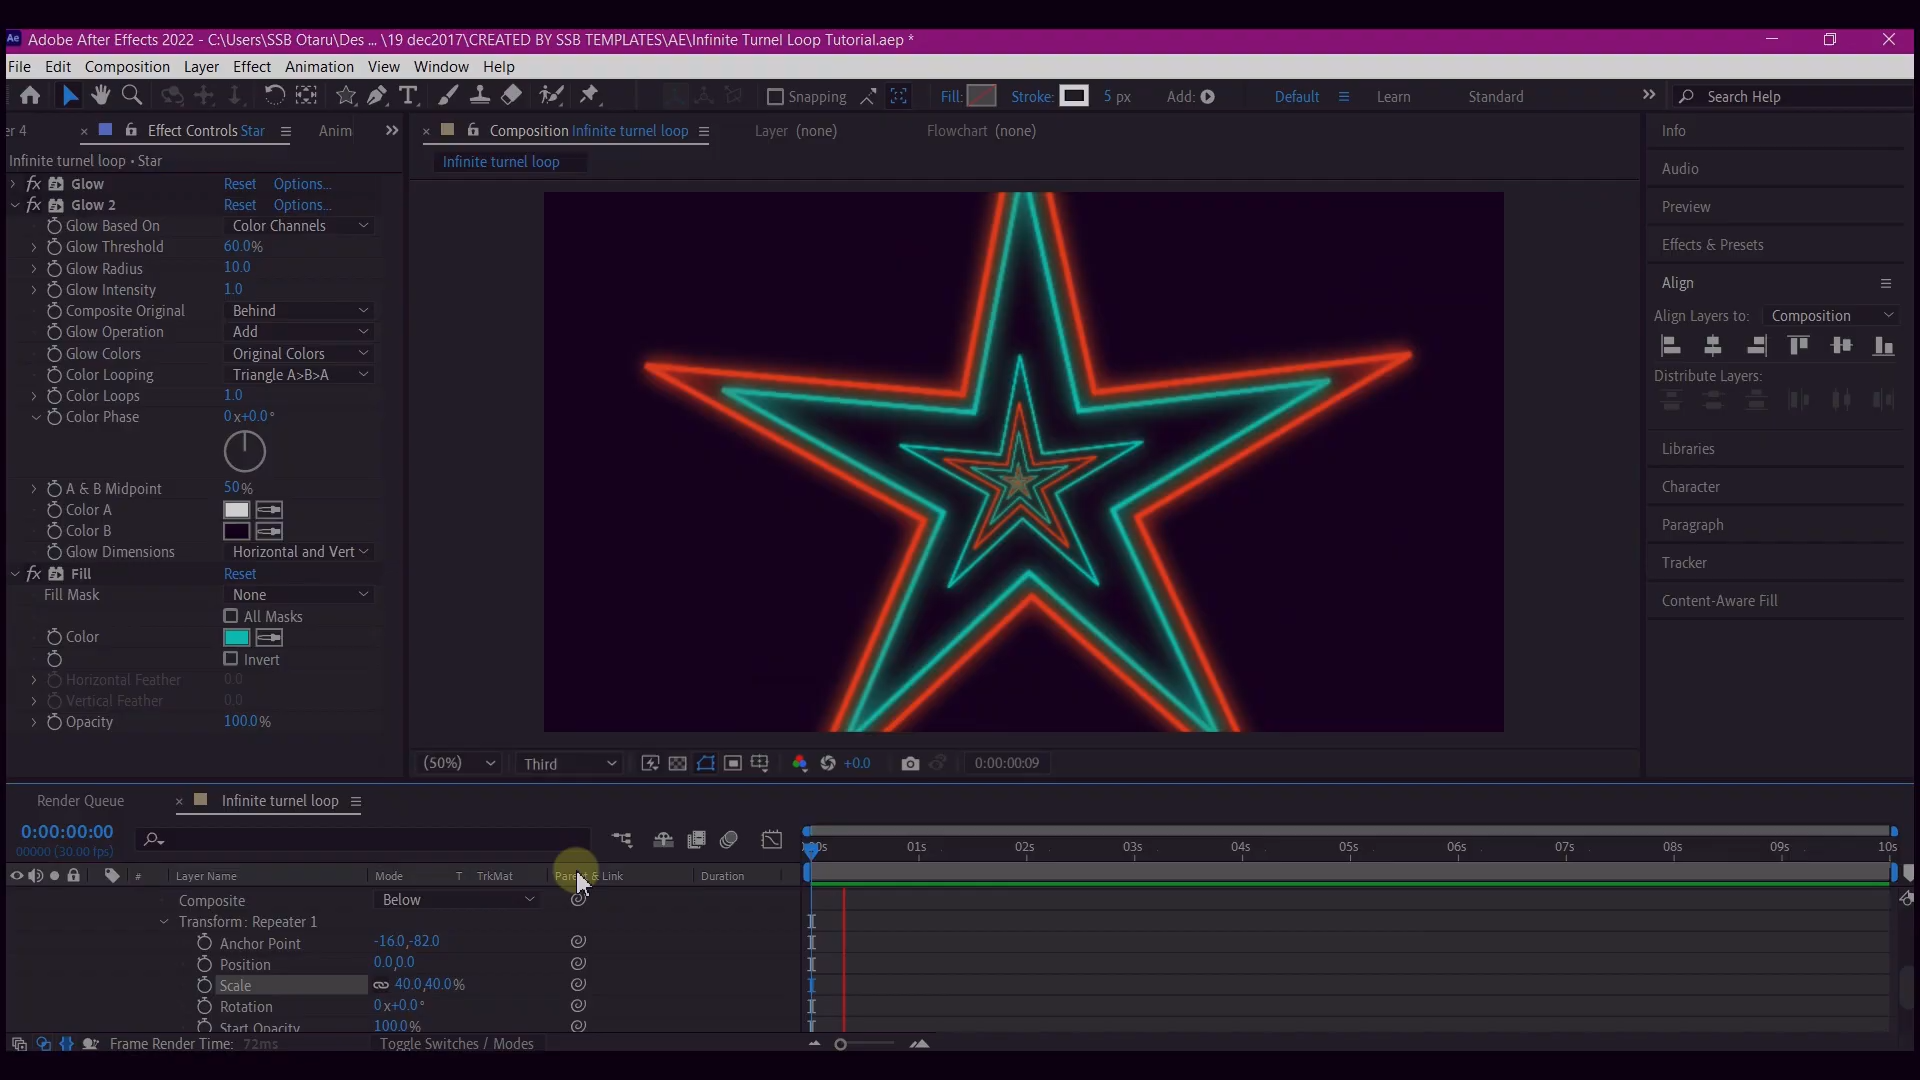 Ae Adobe After Effects 2022 - C:\Users\SSB Otaru\Des ... \19 dec2017\CREATED BY SSB TEMPLATES\AE\Infinite Turnel Loop Tutorial.aep *
File Edit Composition Layer Effect Animation View Window Help
Snapping Fill: Stroke: 5 px Add: Default Learn Standard Search Help
er 4 Effect Controls Star Anim Composition Infinite turnel loop Layer (none) Flowchart (none) Info
Infinite turnel loop • Star Infinite turnel loop Audio
fx Glow Reset Options...
fx Glow 2 Reset Options... Preview
Glow Based On Color Channels
Glow Threshold 60.0% Effects & Presets
Glow Radius 10.0
Glow Intensity 1.0 Align
Composite Original Behind Align Layers to: Composition
Glow Operation Add
Glow Colors Original Colors
Color Looping Triangle A>B>A Distribute Layers:
Color Loops 1.0
Color Phase 0x+0.0°
Libraries
A & B Midpoint 50% Character
Color A
Color B Paragraph
Glow Dimensions Horizontal and Vert Tracker
fx Fill Reset
Fill Mask None Content-Aware Fill
All Masks
Color
Invert
Horizontal Feather 0.0
Vertical Feather 0.0
Opacity 100.0%
(50%) Third +0.0 0:00:00:09
Render Queue Infinite turnel loop
0:00:00:00
00000 (30.00 fps) 01s 02s 03s 04s 05s 06s 07s 08s 09s 10s
# Layer Name Mode T TrkMat Parent & Link Duration
Composite Below
Transform: Repeater 1
Anchor Point -16.0,-82.0
Position 0.0,0.0
Scale 40.0,40.0%
Rotation 0x+0.0°
Start Opacity 100.0%
Frame Render Time: 72ms Toggle Switches / Modes